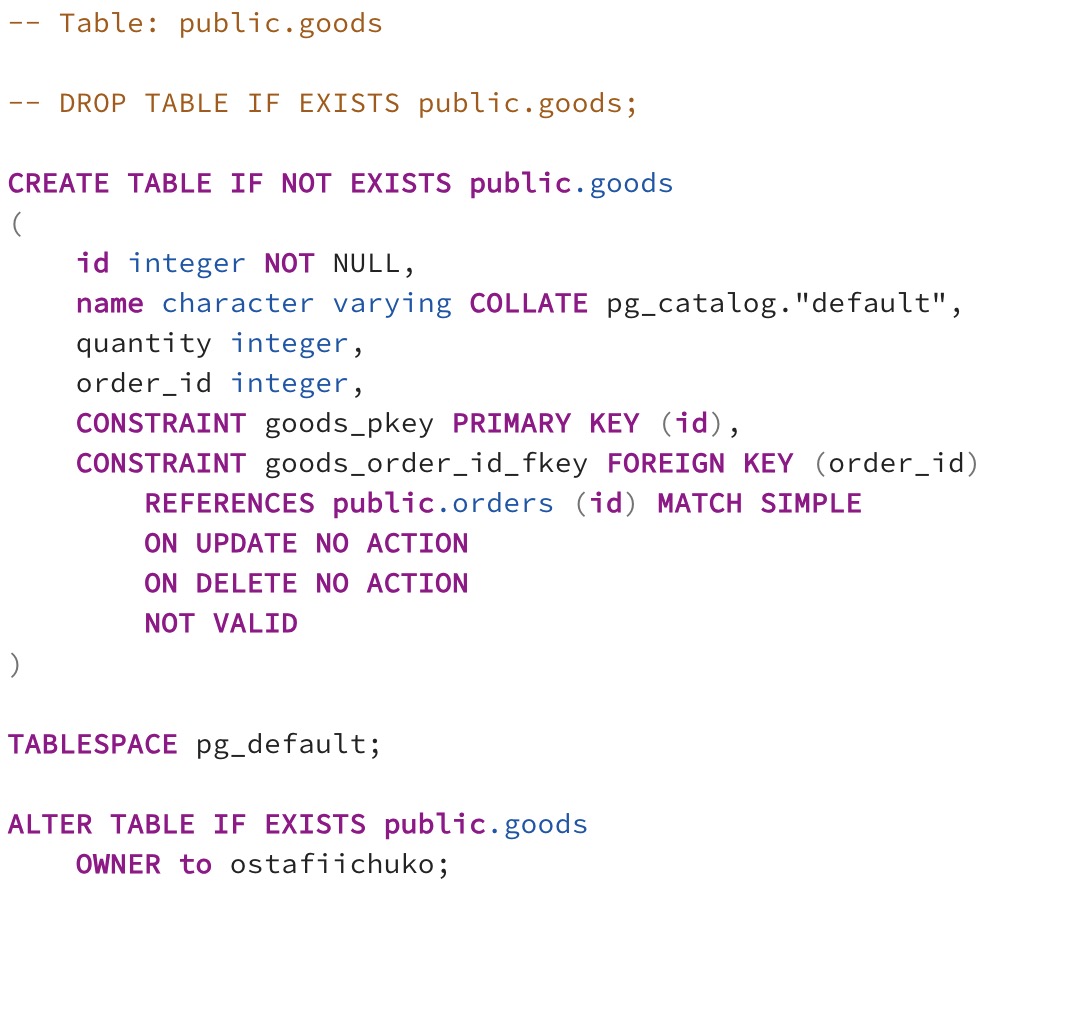 -- Table: public.goods
-- DROP TABLE IF EXISTS public.goods;
CREATE TABLE IF NOT EXISTS public.goods
(
    id integer NOT NULL,
    name character varying COLLATE pg_catalog."default",
    quantity integer,
    order_id integer,
    CONSTRAINT goods_pkey PRIMARY KEY (id),
    CONSTRAINT goods_order_id_fkey FOREIGN KEY (order_id)
        REFERENCES public.orders (id) MATCH SIMPLE
        ON UPDATE NO ACTION
        ON DELETE NO ACTION
        NOT VALID
)
TABLESPACE pg_default;
ALTER TABLE IF EXISTS public.goods
    OWNER to ostafiichuko;